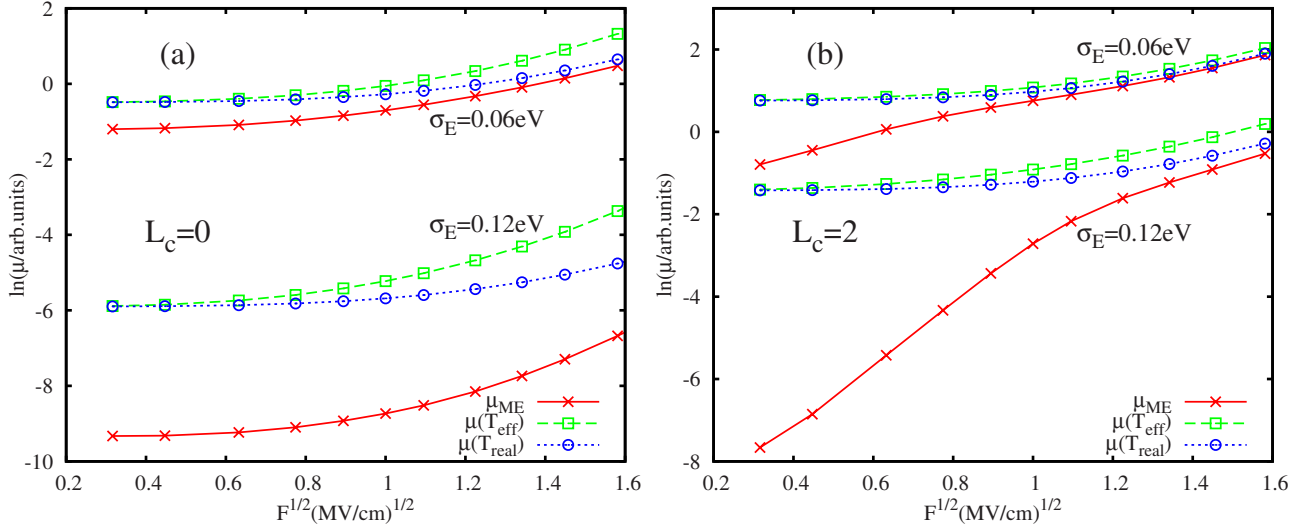 (a)
ln(μ/arb.units)
2
0
-2
-4
-6
-8
-10
σ_E=0.06eV
σ_E=0.12eV
L_c=0
μ_ME
μ(T_eff)
μ(T_real)
0.2 0.4 0.6 0.8 1 1.2 1.4 1.6
F^{1/2}(MV/cm)^{1/2}
(b)
ln(μ/arb.units)
2
0
-2
-4
-6
-8
σ_E=0.06eV
σ_E=0.12eV
L_c=2
μ_ME
μ(T_eff)
μ(T_real)
0.2 0.4 0.6 0.8 1 1.2 1.4 1.6
F^{1/2}(MV/cm)^{1/2}